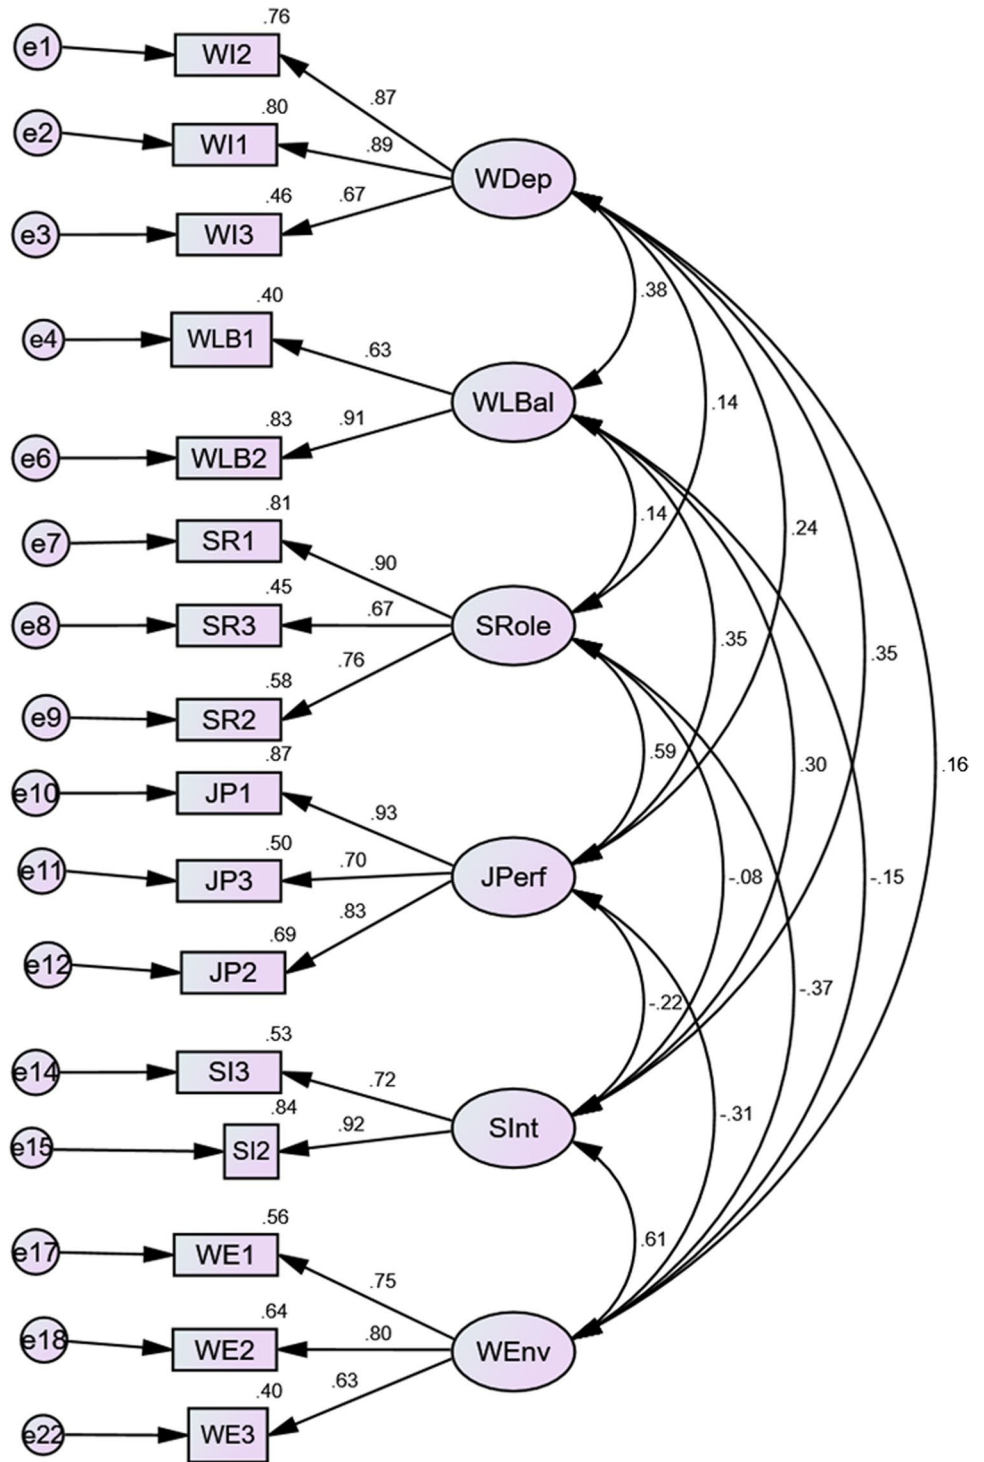 .76
e1
WI2
.87
.80
e2
WI1
.89
WDep
.46
.67
e3
WI3
.38
.40
e4
WLB1
.63
WLBal
.14
.83
.91
e6
WLB2
.81
.14
.24
e7
SR1
.90
.45
e8
SR3
.67
SRole
.35
.35
.76
.58
e9
SR2
.87
.59
.30
.16
e10
JP1
.93
.50
.70
e11
JP3
JPerf
-.08
-.15
.83
.69
e12
JP2
-.37
-.22
.53
e14
SI3
.72
.84
.92
-.31
SInt
e15
SI2
.56
.61
e17
WE1
.75
.64
.80
e18
WE2
WEnv
.63
.40
e22
WE3